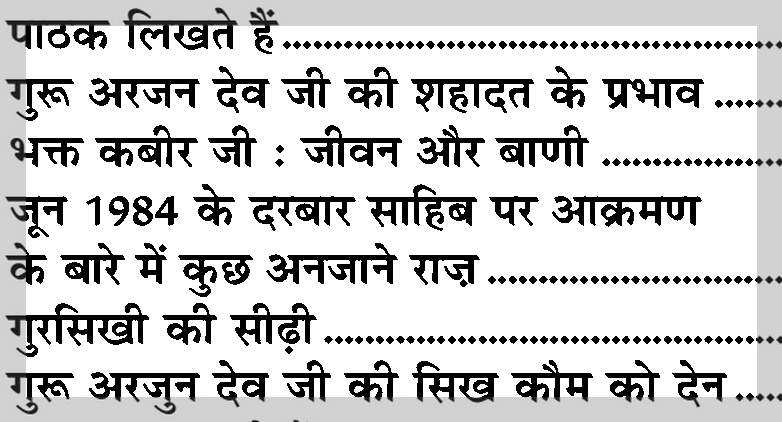 पाठक लिखते हैं ..............................................
गुरू अरजन देव जी की शहादत के प्रभाव ......
भक्त कबीर जी : जीवन और बाणी ..................
जून 1984 के दरबार साहिब पर आक्रमण
के बारे में कुछ अनजाने राज़ .............................
गुरसिखी की सीढ़ी ...........................................
गुरू अरजुन देव जी की सिख कौम को देन .....